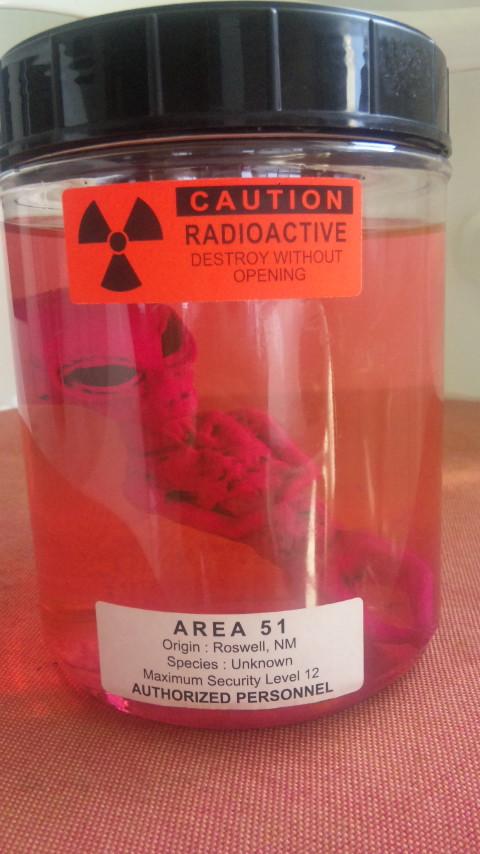 CAUTION
RADIOACTIVE
DESTROY WITHOUT
OPENING
AREA 51
Origin : Roswell, NM
Species : Unknown
Maximum Security Level 12
AUTHORIZED PERSONNEL